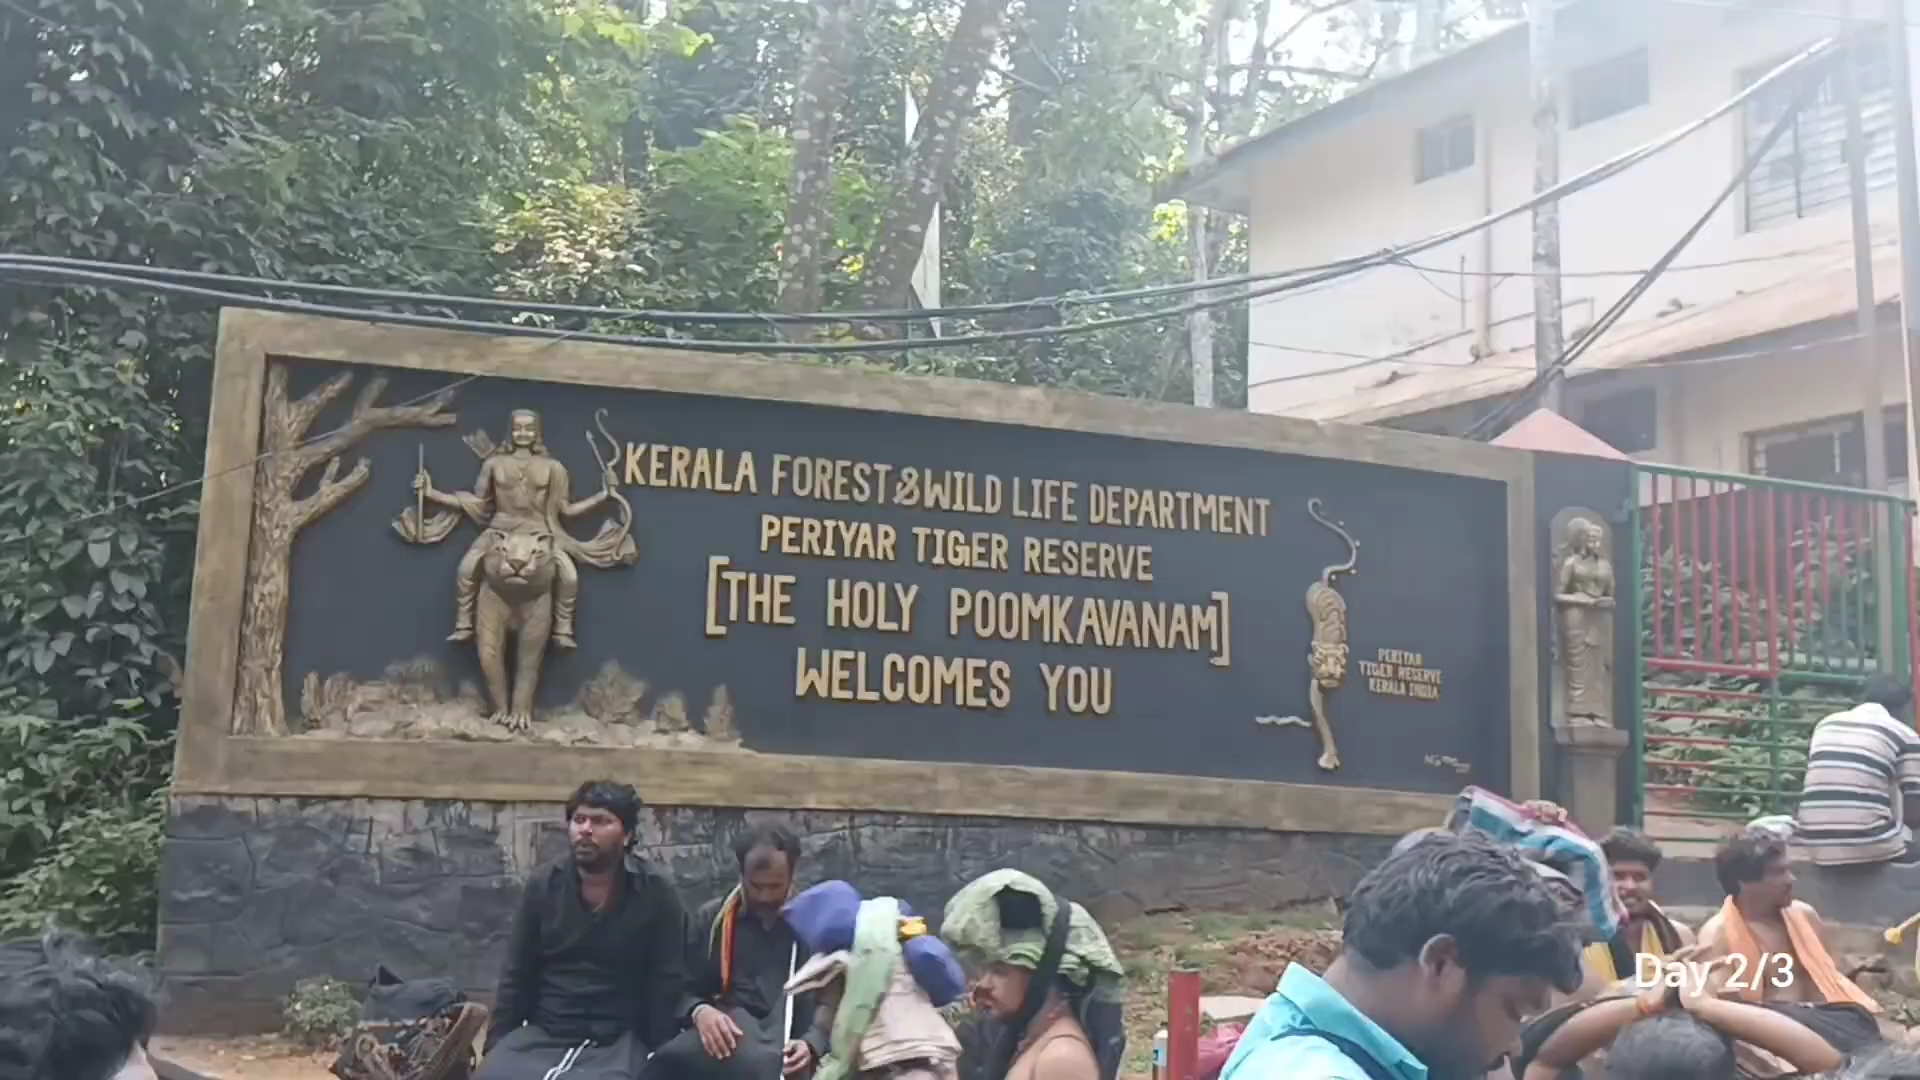 KERALA FOREST & WILD LIFE DEPARTMENT
PERIYAR TIGER RESERVE
[THE HOLY POOMKAVANAM]
WELCOMES YOU
PERIYAR
TIGER RESERVE
KERALA INDIA
Day 2/3